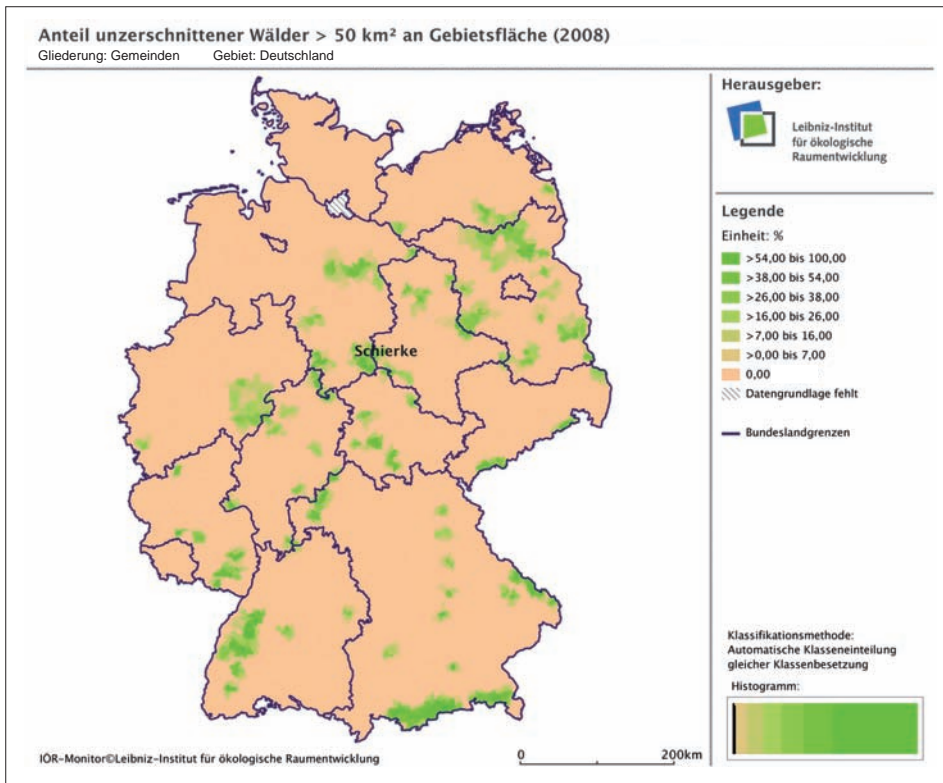 Anteil unzerschnittener Wälder > 50 km² an Gebietsfläche (2008)
Gliederung: Gemeinden Gebiet: Deutschland
Herausgeber:
Leibniz-Institut
für ökologische
Raumentwicklung
Legende
Einheit: %
>54,00 bis 100,00
>38,00 bis 54,00
>26,00 bis 38,00
>16,00 bis 26,00
>7,00 bis 16,00
>0,00 bis 7,00
0,00
Datengrundlage fehlt
Bundeslandgrenzen
Schierke
Klassifikationsmethode:
Automatische Klasseneinteilung
gleicher Klassenbesetzung
Histogramm:
IÖR-Monitor©Leibniz-Institut für ökologische Raumentwicklung
0 200km